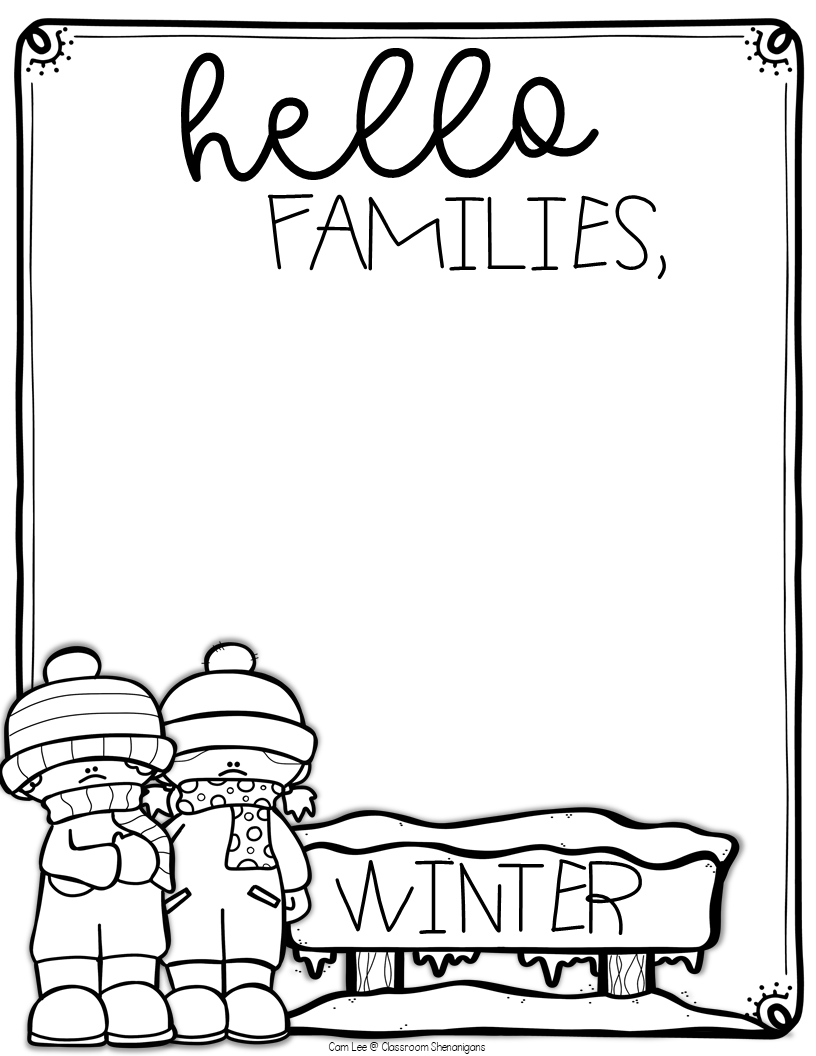 hello
FAMILIES,
WINTER
Cam Lee @ Classroom Shenanigans